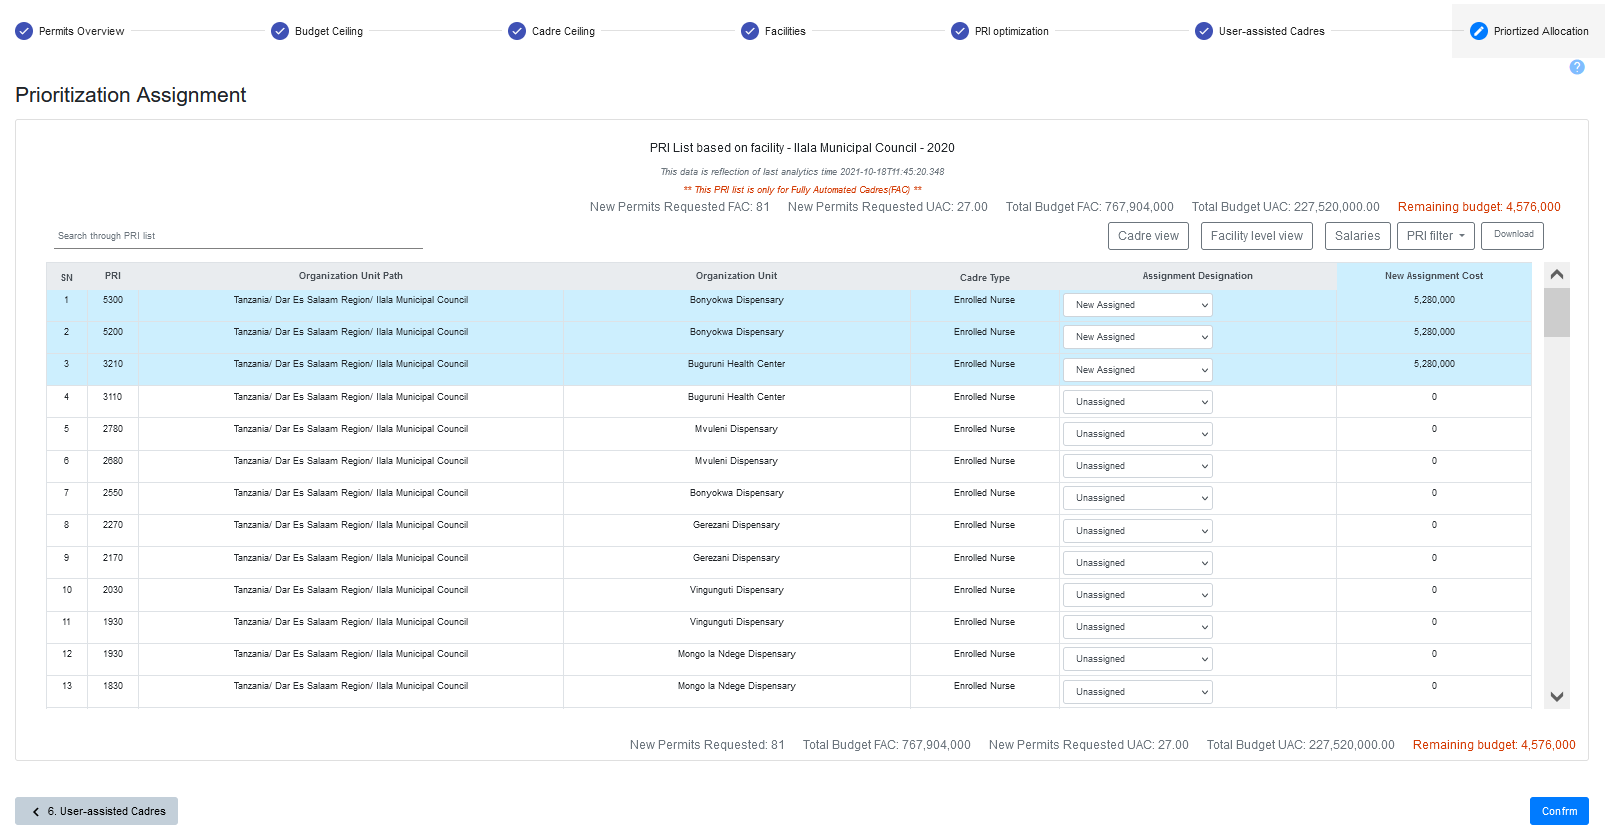 Permits Overview Budget Ceiling Cadre Ceiling Facilities PRI optimization User-assisted Cadres Priortized Allocation
?
Prioritization Assignment
PRI List based on facility - Ilala Municipal Council - 2020
This data is reflection of last analytics time 2021-10-18T11:45:20.348
** This PRI list is only for Fully Automated Cadres(FAC) **
New Permits Requested FAC: 81 New Permits Requested UAC: 27.00 Total Budget FAC: 767,904,000 Total Budget UAC: 227,520,000.00 Remaining budget: 4,576,000
Search through PRI list Cadre view Facility level view Salaries PRI filter Download
SN PRI Organization Unit Path Organization Unit Cadre Type Assignment Designation New Assignment Cost
1 5300 Tanzania/ Dar Es Salaam Region/ Ilala Municipal Council Bonyokwa Dispensary Enrolled Nurse New Assigned 5,280,000
2 5200 Tanzania/ Dar Es Salaam Region/ Ilala Municipal Council Bonyokwa Dispensary Enrolled Nurse New Assigned 5,280,000
3 3210 Tanzania/ Dar Es Salaam Region/ Ilala Municipal Council Buguruni Health Center Enrolled Nurse New Assigned 5,280,000
4 3110 Tanzania/ Dar Es Salaam Region/ Ilala Municipal Council Buguruni Health Center Enrolled Nurse Unassigned 0
5 2780 Tanzania/ Dar Es Salaam Region/ Ilala Municipal Council Mvuleni Dispensary Enrolled Nurse Unassigned 0
6 2680 Tanzania/ Dar Es Salaam Region/ Ilala Municipal Council Mvuleni Dispensary Enrolled Nurse Unassigned 0
7 2550 Tanzania/ Dar Es Salaam Region/ Ilala Municipal Council Bonyokwa Dispensary Enrolled Nurse Unassigned 0
8 2270 Tanzania/ Dar Es Salaam Region/ Ilala Municipal Council Gerezani Dispensary Enrolled Nurse Unassigned 0
9 2170 Tanzania/ Dar Es Salaam Region/ Ilala Municipal Council Gerezani Dispensary Enrolled Nurse Unassigned 0
10 2030 Tanzania/ Dar Es Salaam Region/ Ilala Municipal Council Vingunguti Dispensary Enrolled Nurse Unassigned 0
11 1930 Tanzania/ Dar Es Salaam Region/ Ilala Municipal Council Vingunguti Dispensary Enrolled Nurse Unassigned 0
12 1930 Tanzania/ Dar Es Salaam Region/ Ilala Municipal Council Mongo la Ndege Dispensary Enrolled Nurse Unassigned 0
13 1830 Tanzania/ Dar Es Salaam Region/ Ilala Municipal Council Mongo la Ndege Dispensary Enrolled Nurse Unassigned 0
New Permits Requested: 81 Total Budget FAC: 767,904,000 New Permits Requested UAC: 27.00 Total Budget UAC: 227,520,000.00 Remaining budget: 4,576,000
6. User-assisted Cadres Confirm